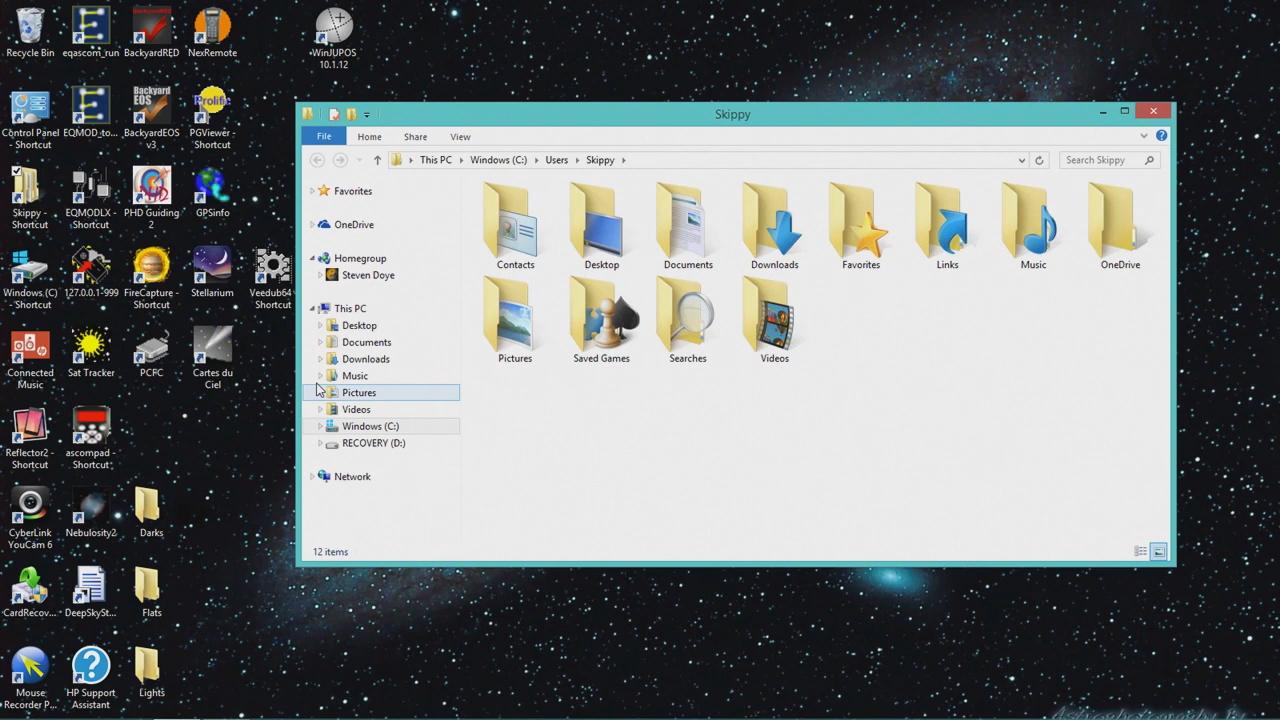 Recycle Bin
eqascom_run
BackyardRED
NexRemote
WinJUPOS
10.1.12
Control Panel
- Shortcut
EQMOD_to...
- Shortcut
Backyard
EOS
BackyardEOS
v3
Prolific
PGViewer -
Shortcut
Skippy -
Shortcut
EQMODLX -
Shortcut
PHD Guiding
2
GPSinfo
Windows (C)
- Shortcut
127.0.0.1-999
FireCapture -
Shortcut
Stellarium
Veedub64
Shortcut
Connected
Music
Sat Tracker
PCFC
Cartes du
Ciel
Reflector2 -
Shortcut
ascompad -
Shortcut
CyberLink
YouCam 6
Nebulosity2
Darks
CardRecov...
DeepSkySt...
Flats
Mouse
Recorder P...
HP Support
Assistant
Lights
Skippy
File
Home
Share
View
This PC
Windows (C:)
Users
Skippy
Search Skippy
Favorites
OneDrive
Homegroup
Steven Doye
This PC
Desktop
Documents
Downloads
Music
Pictures
Videos
Windows (C:)
RECOVERY (D:)
Network
Contacts
Desktop
Documents
Downloads
Favorites
Links
Music
OneDrive
Pictures
Saved Games
Searches
Videos
12 items